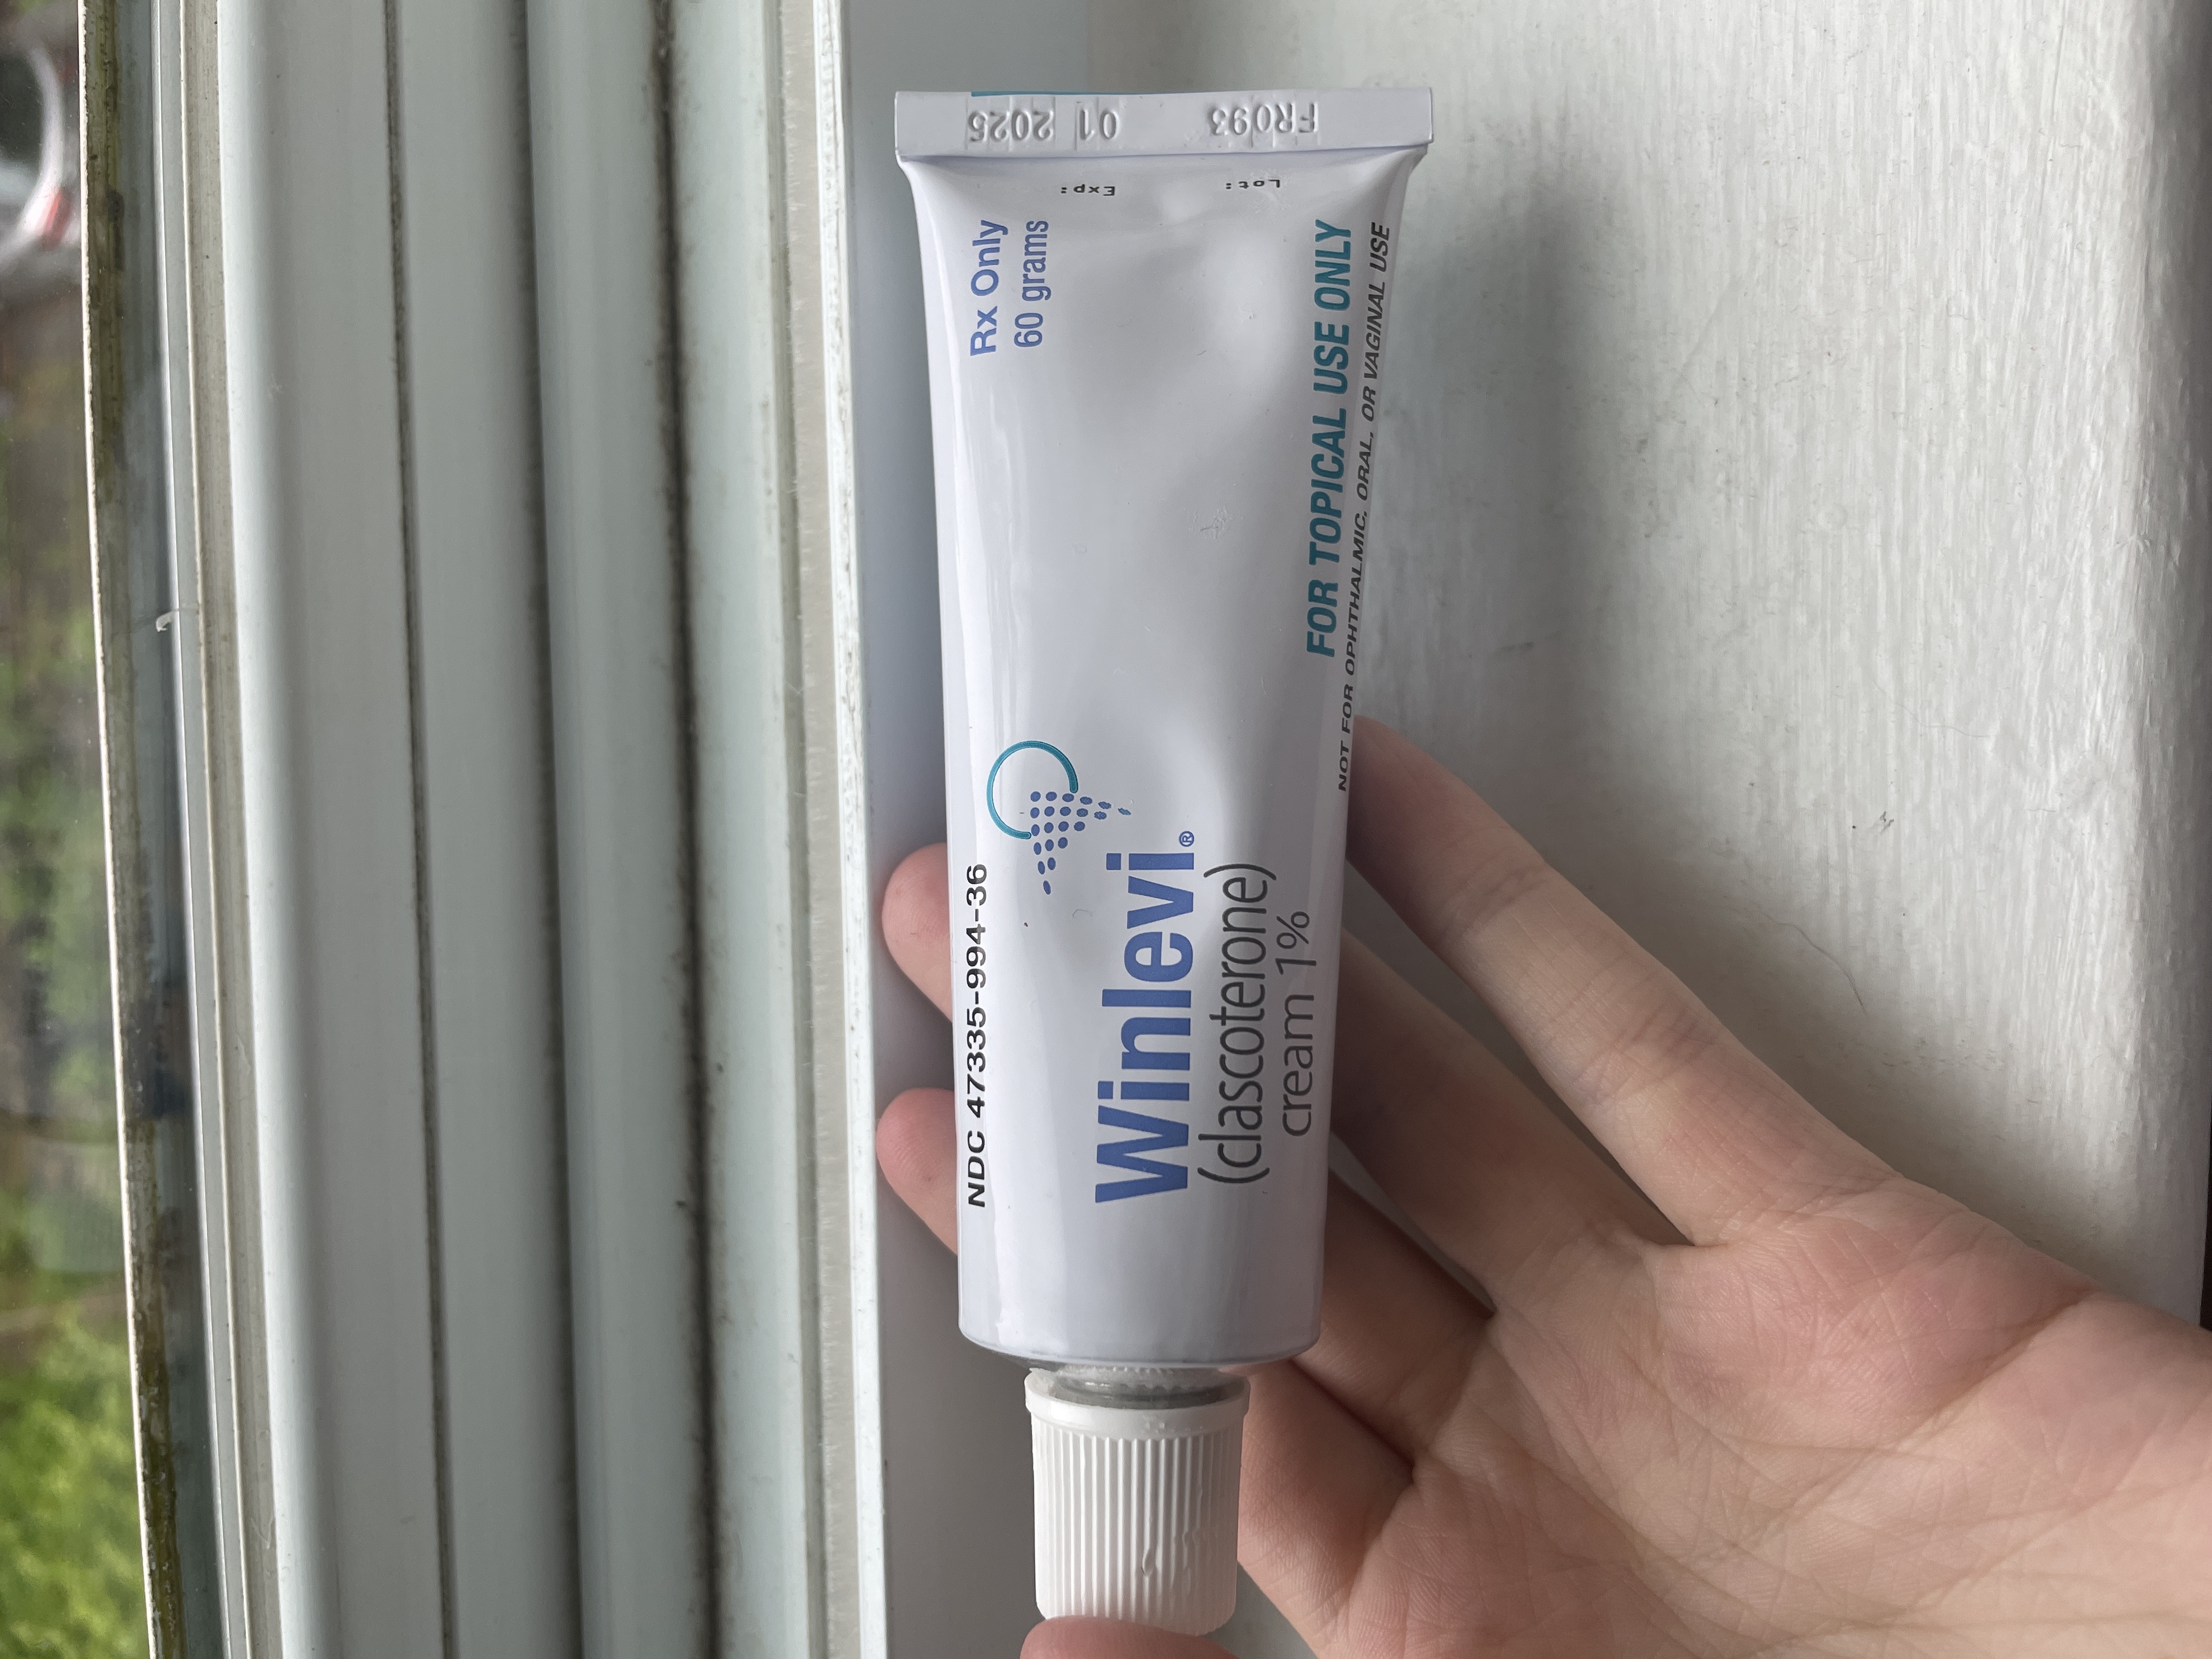 NDC 47335-994-36
Rx Only
60 grams
Winlevi®
(clascoterone)
cream 1%
FOR TOPICAL USE ONLY
NOT FOR OPHTHALMIC, ORAL, OR VAGINAL USE
Lot:
Exp:
FR093
01 2025